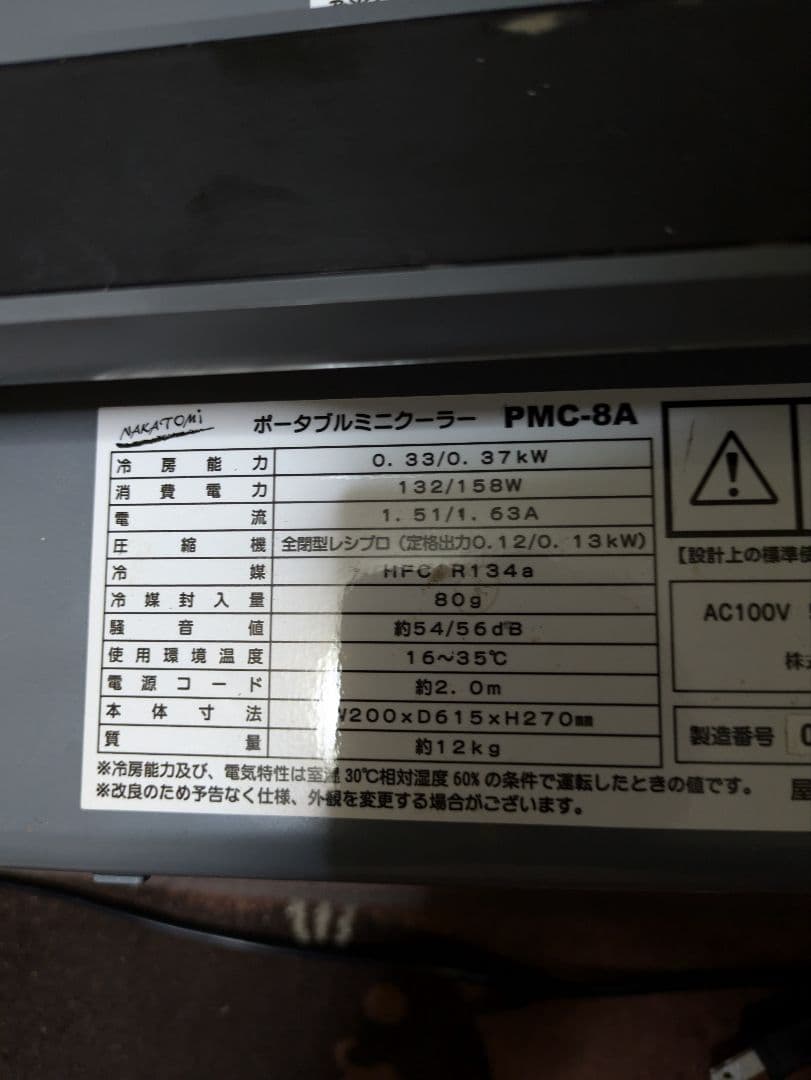 NAKATOMI ポータブルミニクーラー PMC-8A
冷房能力 0.33/0.37kW
消費電力 132/158W
電流 1.51/1.63A
圧縮機 全閉型レシプロ(定格出力0.12/0.13kW)
冷媒 HFC R134a
冷媒封入量 80g
騒音値 約54/56dB
使用環境温度 16~35℃
電源コード 約2.0m
本体寸法 W200×D615×H270mm
質量 約12kg
※冷房能力及び、電気特性は室温30℃相対湿度60%の条件で運転したときの値です。
※改良のため予告なく仕様、外観を変更する場合がございます。
【設計上の標準使
AC100V
株式
製造番号 0
屋